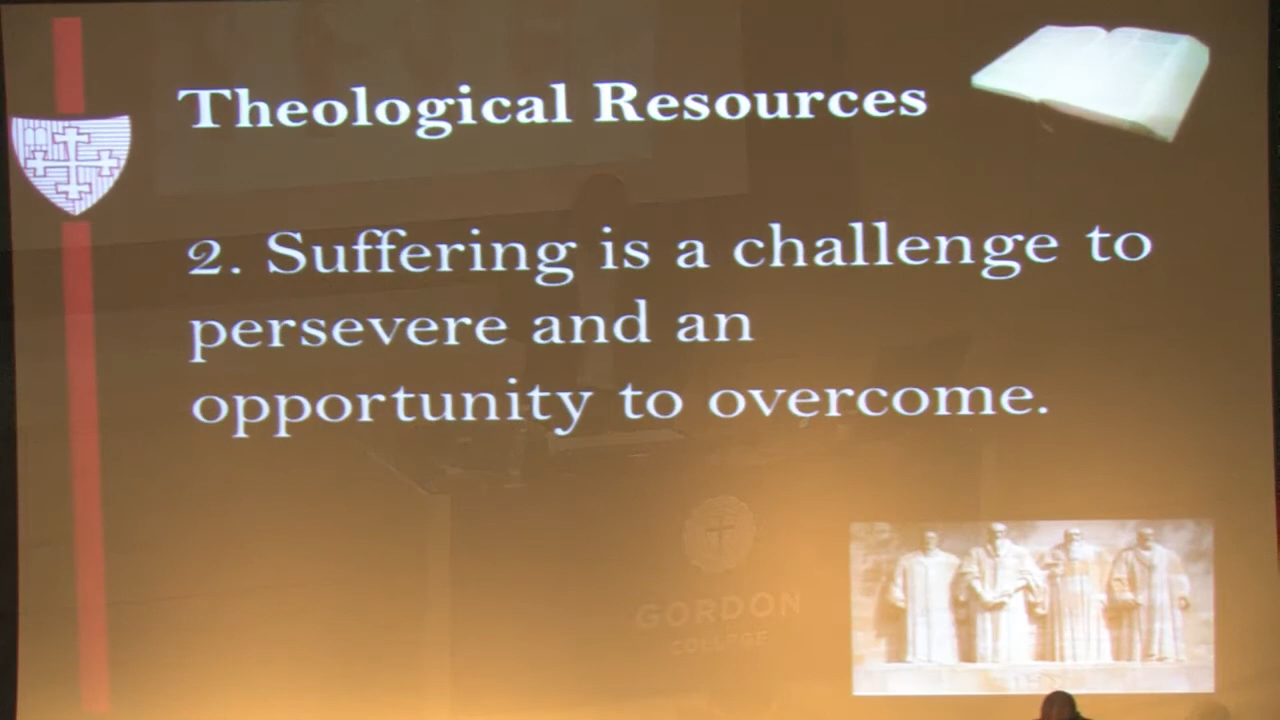 Theological Resources
2. Suffering is a challenge to
persevere and an
opportunity to overcome.
GORDON
COLLEGE